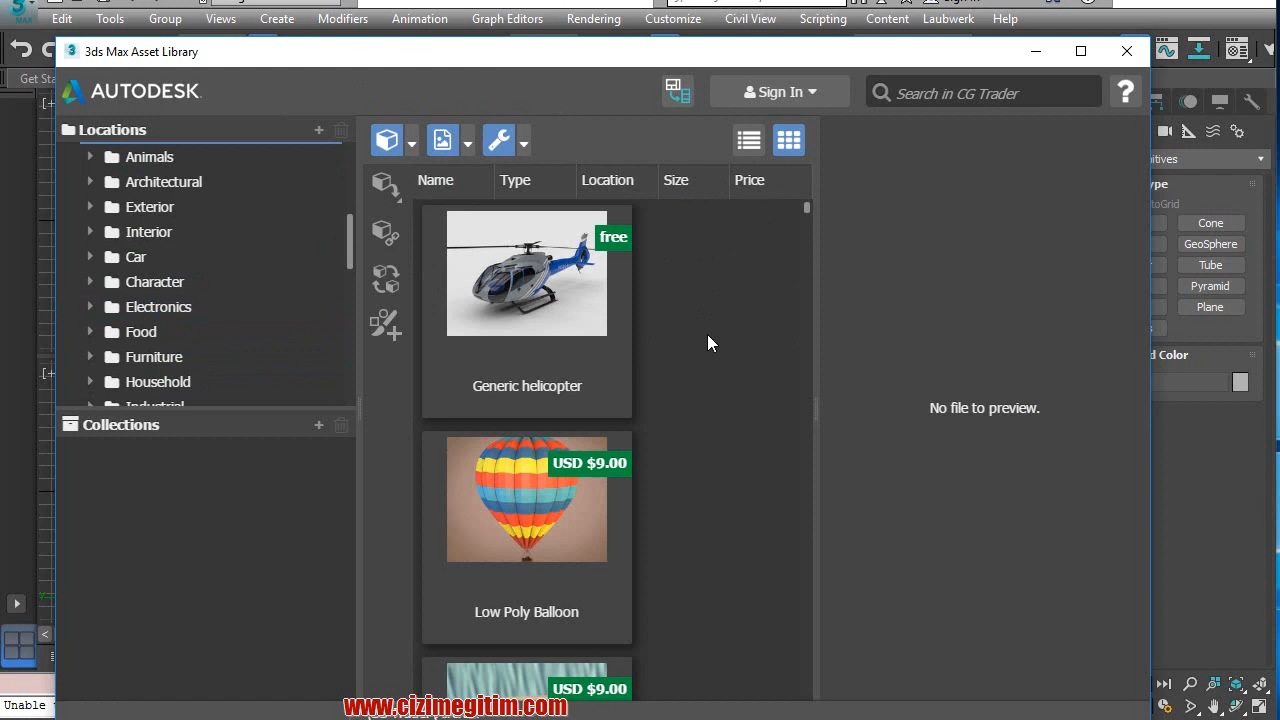 Edit Tools Group Views Create Modifiers Animation Graph Editors Rendering Customize Civil View Scripting Content Laubwerk Help
3ds Max Asset Library
Get Sta
AUTODESK
Sign In
Search in CG Trader
?
Locations
Animals
Architectural
Exterior
Interior
Car
Character
Electronics
Food
Furniture
Household
Collections
Name Type Location Size Price
free
Generic helicopter
USD $9.00
Low Poly Balloon
USD $9.00
No file to preview.
Cone
GeoSphere
Tube
Pyramid
Plane
d Color
Unable
www.cizimegitim.com